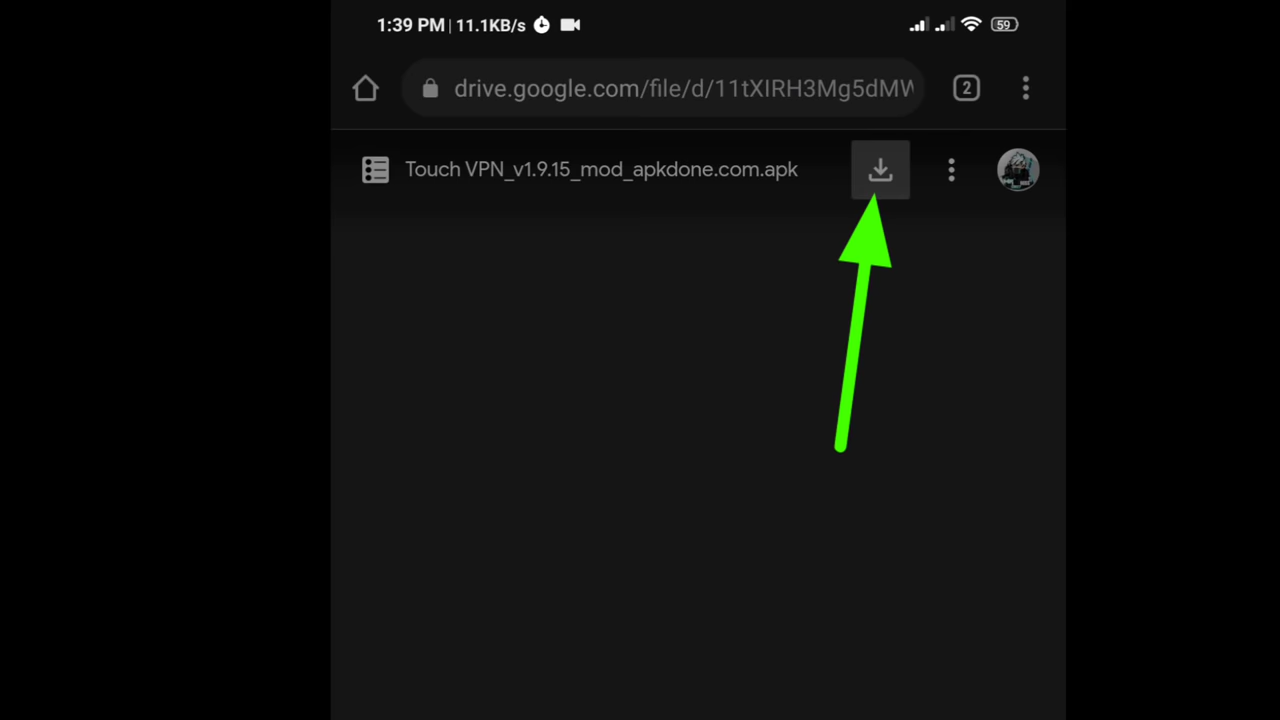 1:39 PM | 11.1KB/s 59
drive.google.com/file/d/11tXIRH3Mg5dMW 2
Touch VPN_v1.9.15_mod_apkdone.com.apk